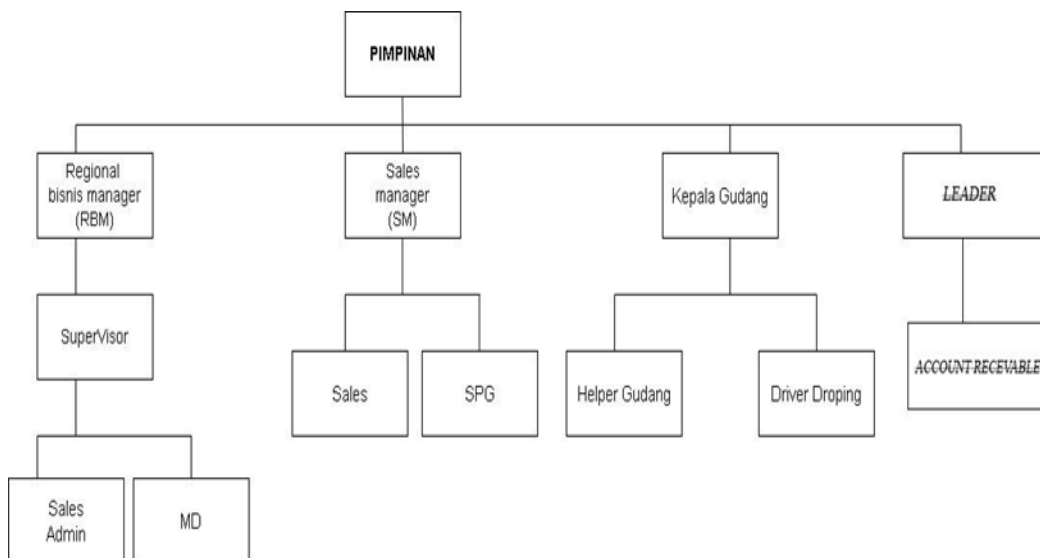 PIMPINAN
Regional
bisnis manager
(RBM)
Sales
manager
(SM)
Kepala Gudang
LEADER
SuperVisor
Sales
SPG
Helper Gudang
Driver Droping
ACCOUNT RECEVABLE
Sales
Admin
MD